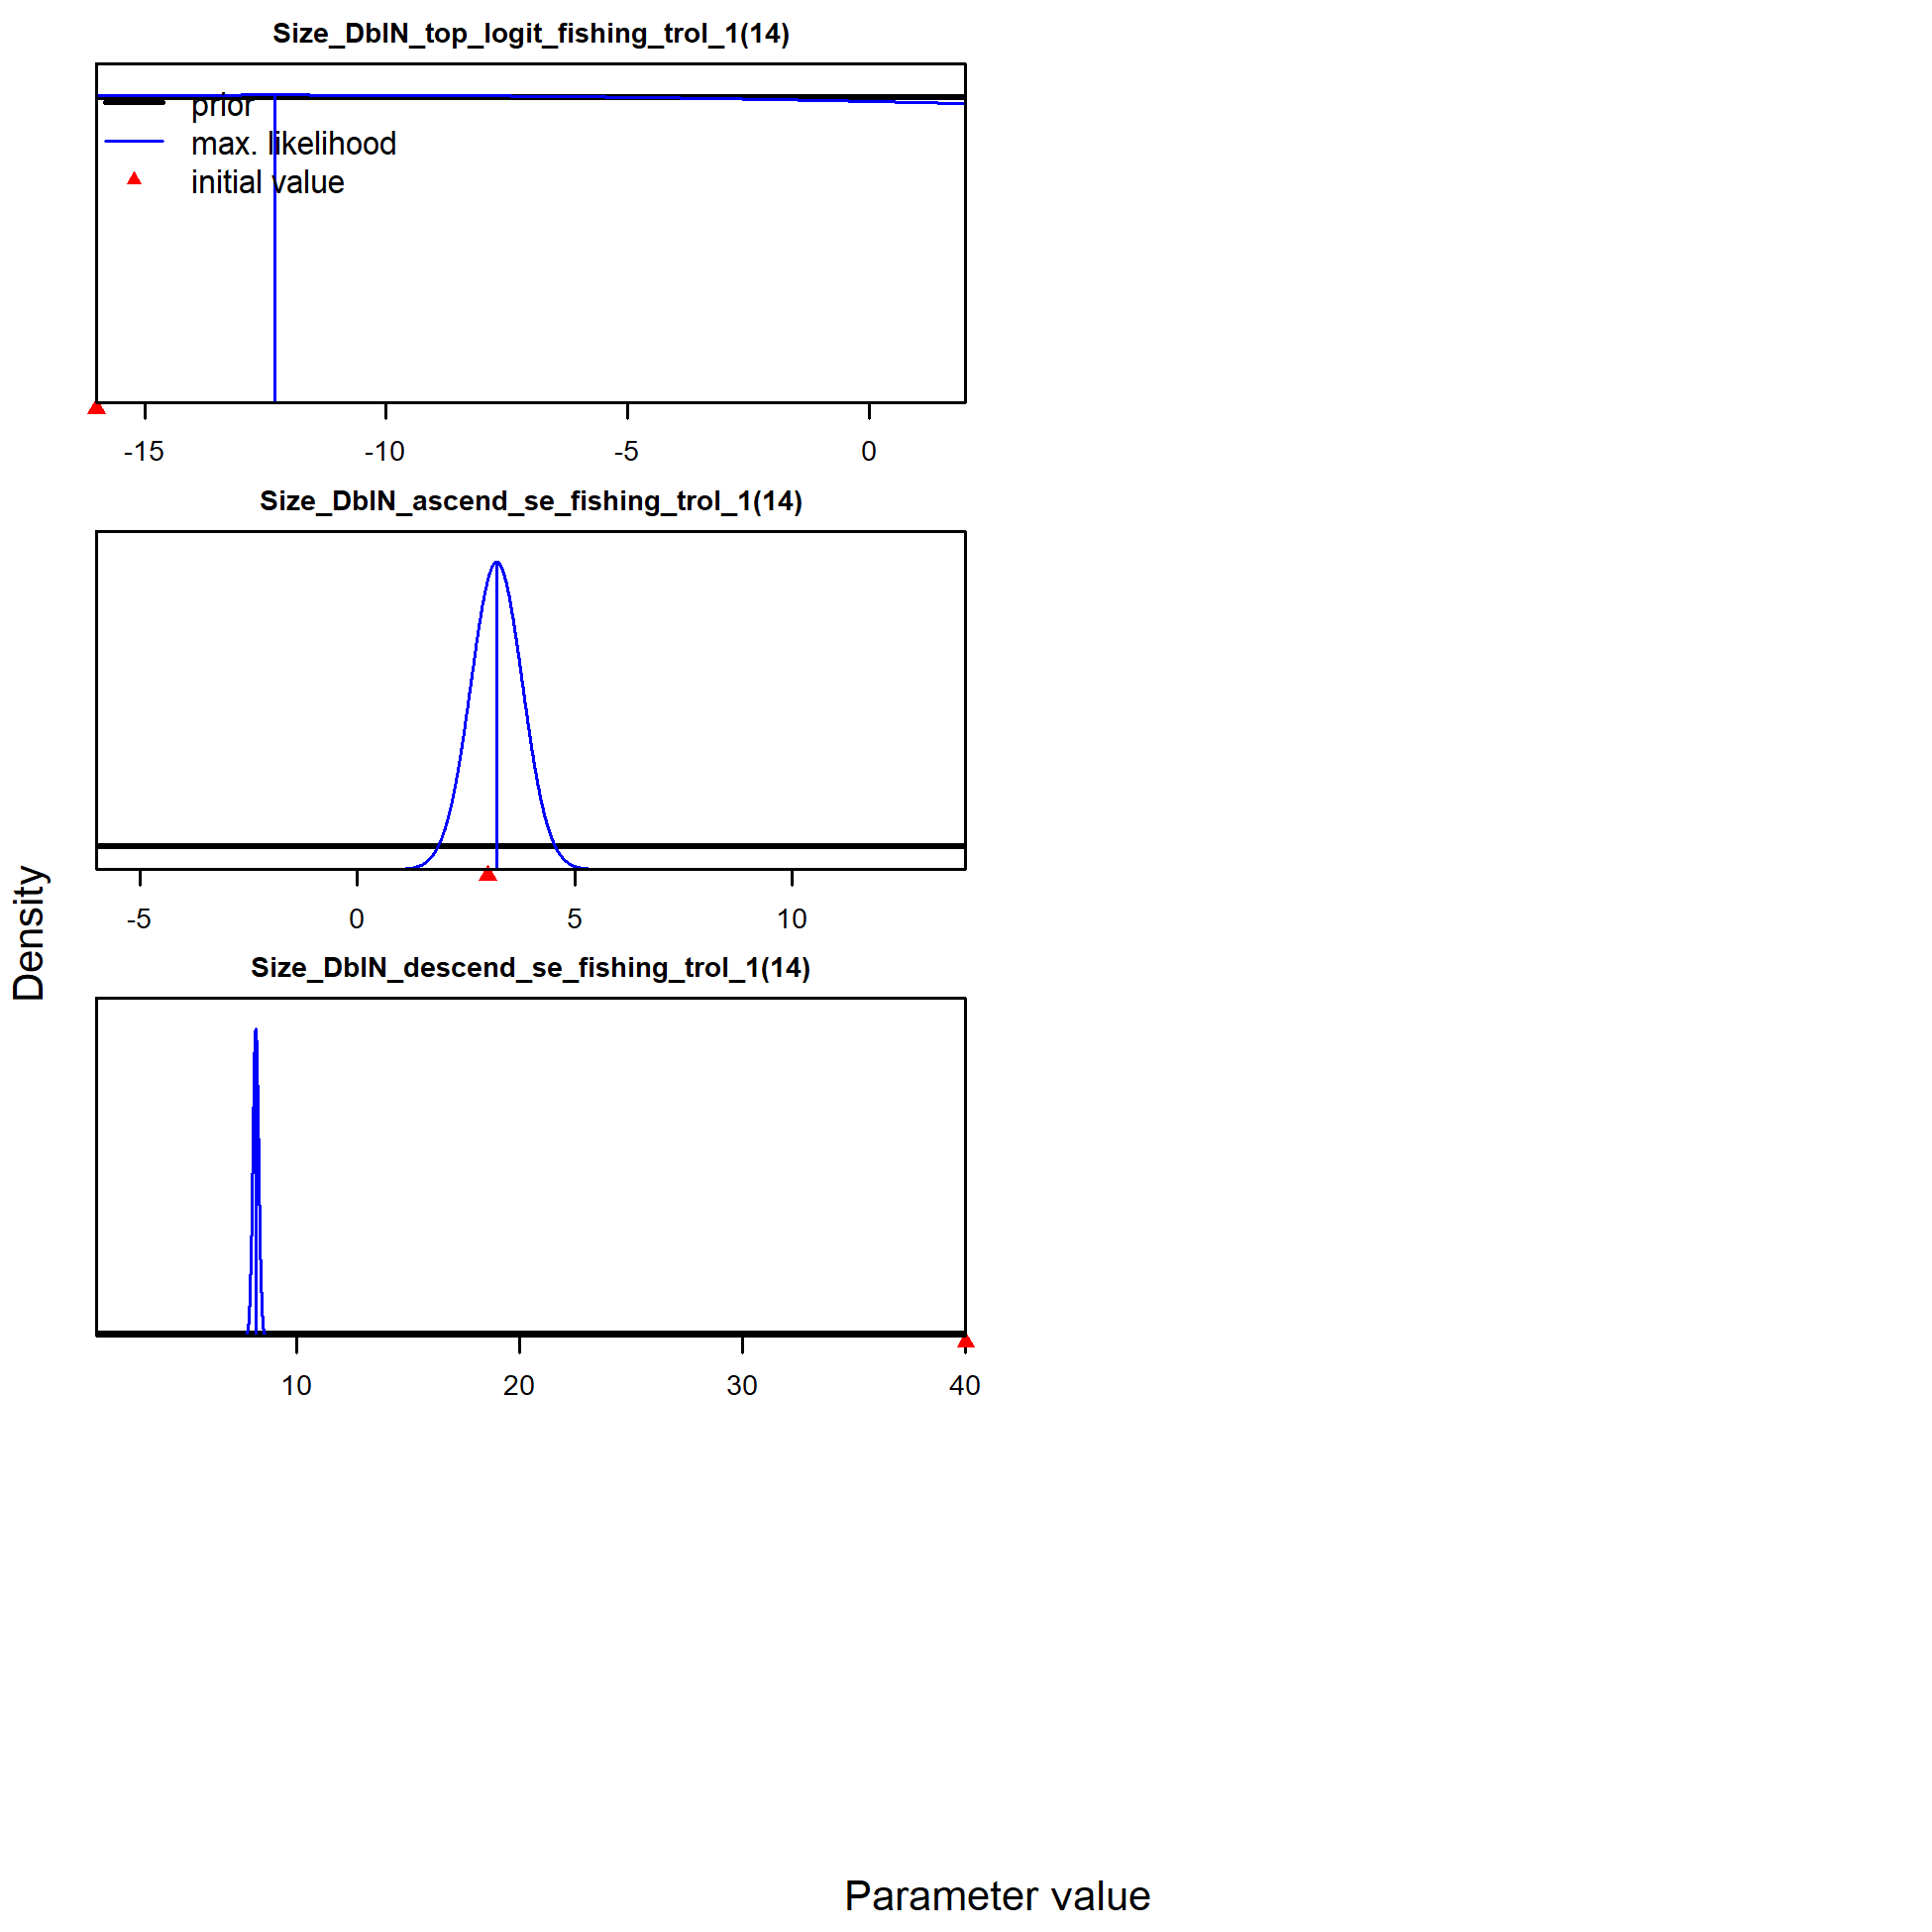 Size_DblN_top_logit_fishing_trol_1(14)
prior
max. likelihood
initial value
-15 -10 -5 0
Size_DblN_ascend_se_fishing_trol_1(14)
-5 0 5 10
Size_DblN_descend_se_fishing_trol_1(14)
10 20 30 40
Density
Parameter value